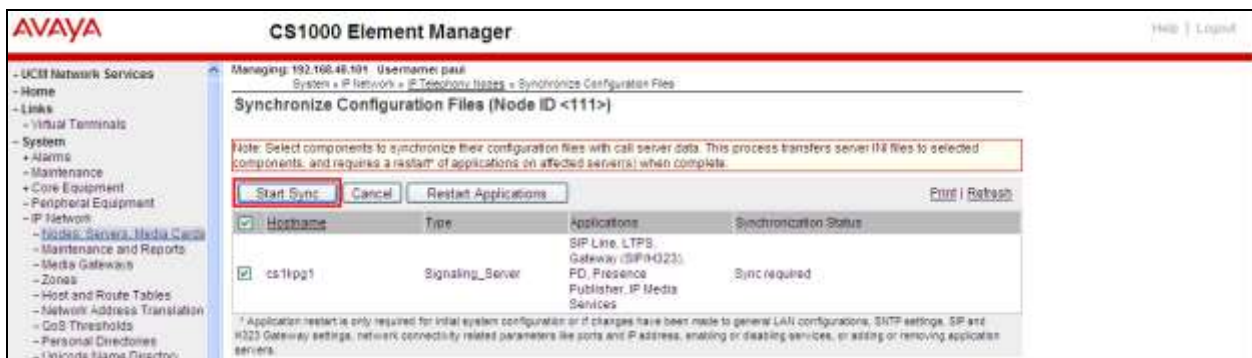 AVAYA
CS1000 Element Manager
Help | Logout
- UCM Network Services
- Home
- Links
- Virtual Terminals
- System
+ Alarms
- Maintenance
+ Core Equipment
- Peripheral Equipment
- IP Network
- Nodes: Servers, Media Cards
- Maintenance and Reports
- Media Gateways
- Zones
- Host and Route Tables
- Network Address Translation
- QoS Thresholds
- Personal Directories
- Unicode Name Directory
Managing: 192.168.48.101 Username: paul
System » IP Network » IP Telephony Nodes » Synchronize Configuration Files
Synchronize Configuration Files (Node ID <111>)
Note: Select components to synchronize their configuration files with call server data. This process transfers server INI files to selected
components, and requires a restart* of applications on affected server(s) when complete.
Start Sync Cancel Restart Applications Print | Refresh
Hostname Type Applications Synchronization Status
cs1kpg1 Signaling_Server SIP Line, LTPS, Gateway (SIP/H323), PD, Presence Publisher, IP Media Services Sync required
* Application restart is only required for initial system configuration or if changes have been made to general LAN configurations, SNTP settings, SIP and
H323 Gateway settings, network connectivity related parameters like ports and IP address, enabling or disabling services, or adding or removing application
servers.